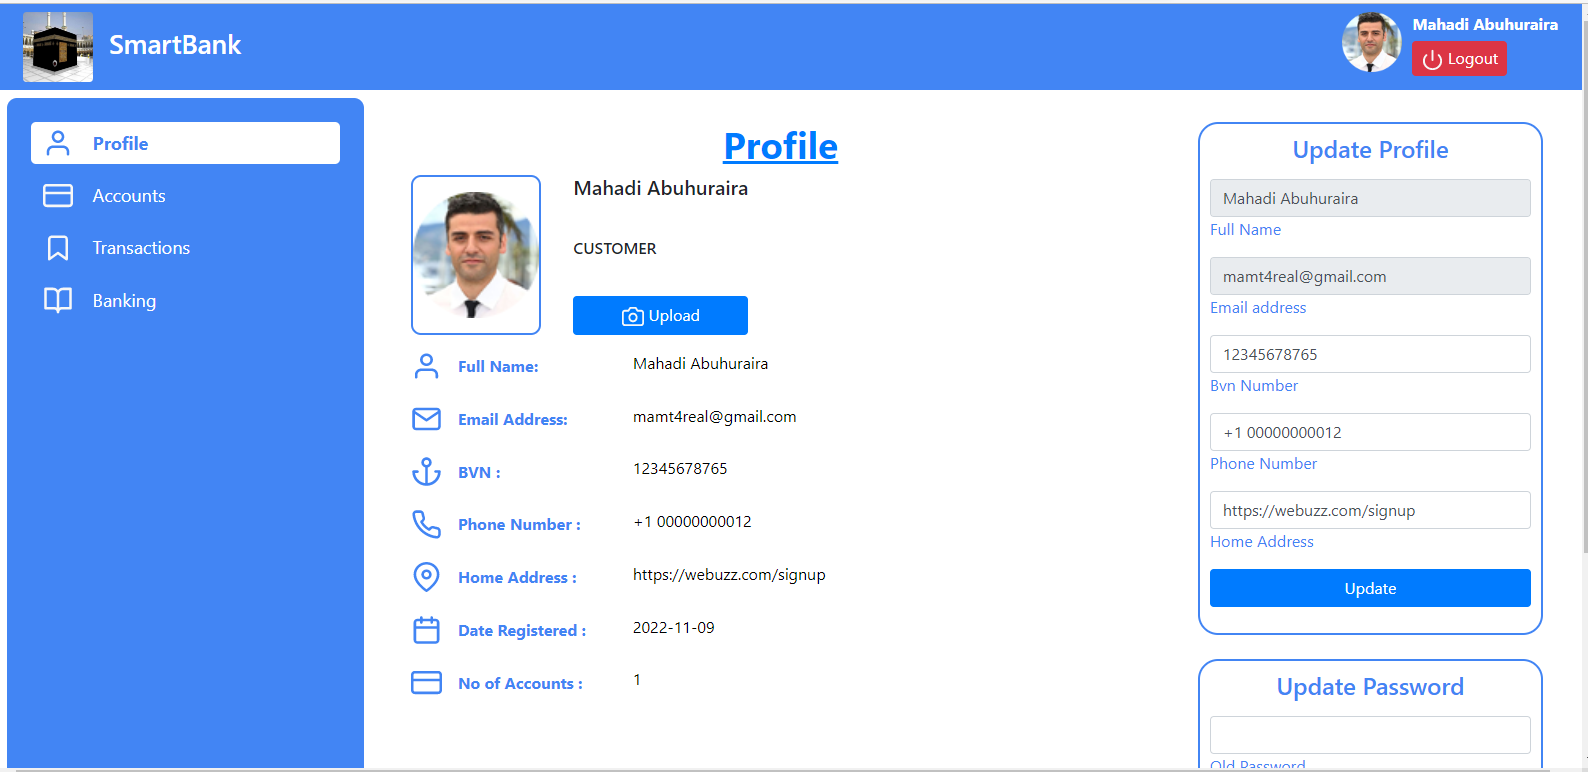 SmartBank
Mahadi Abuhuraira
Logout
Profile
Accounts
Transactions
Banking
Profile
Mahadi Abuhuraira
CUSTOMER
Upload
Full Name: Mahadi Abuhuraira
Email Address: mamt4real@gmail.com
BVN : 12345678765
Phone Number : +1 00000000012
Home Address : https://webuzz.com/signup
Date Registered : 2022-11-09
No of Accounts : 1
Update Profile
Mahadi Abuhuraira
Full Name
mamt4real@gmail.com
Email address
12345678765
Bvn Number
+1 00000000012
Phone Number
https://webuzz.com/signup
Home Address
Update
Update Password
Old Password